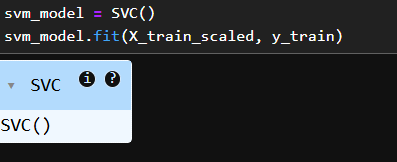 svm_model = SVC()
svm_model.fit(X_train_scaled, y_train)
▾ SVC i ?
SVC()